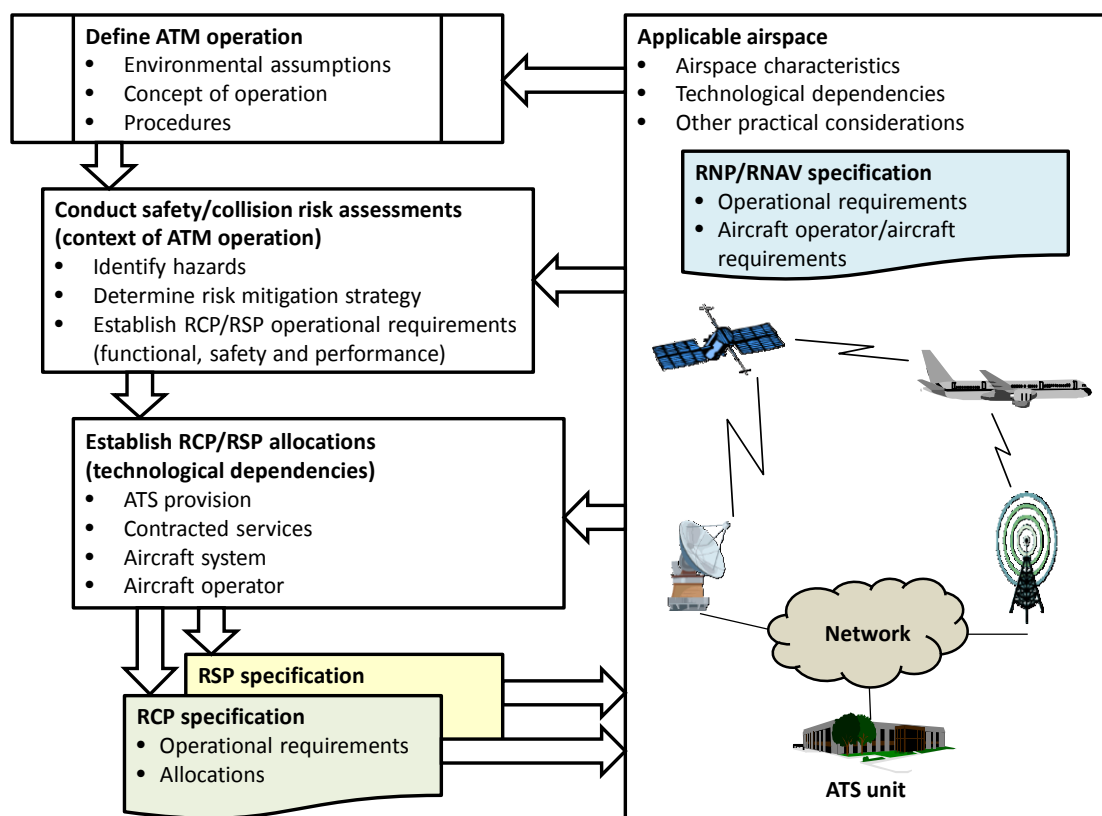 Define ATM operation
• Environmental assumptions
• Concept of operation
• Procedures
Conduct safety/collision risk assessments
(context of ATM operation)
• Identify hazards
• Determine risk mitigation strategy
• Establish RCP/RSP operational requirements
(functional, safety and performance)
Establish RCP/RSP allocations
(technological dependencies)
• ATS provision
• Contracted services
• Aircraft system
• Aircraft operator
RSP specification
RCP specification
• Operational requirements
• Allocations
Applicable airspace
• Airspace characteristics
• Technological dependencies
• Other practical considerations
RNP/RNAV specification
• Operational requirements
• Aircraft operator/aircraft
requirements
Network
ATS unit